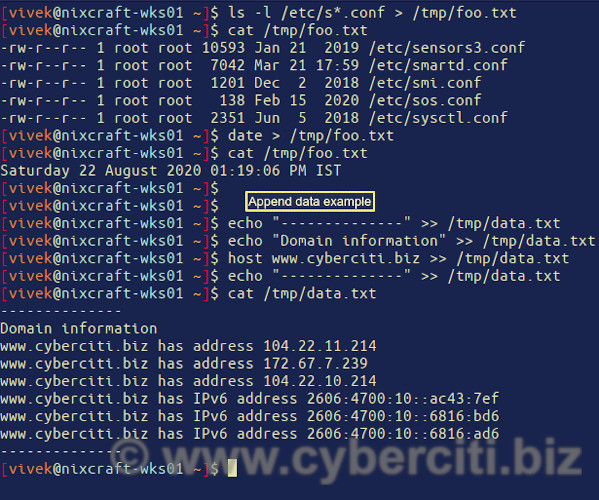 [vivek@nixcraft-wks01 ~]$ ls -l /etc/s*.conf > /tmp/foo.txt
[vivek@nixcraft-wks01 ~]$ cat /tmp/foo.txt
-rw-r--r-- 1 root root 10593 Jan 21  2019 /etc/sensors3.conf
-rw-r--r-- 1 root root  7042 Mar 21 17:59 /etc/smartd.conf
-rw-r--r-- 1 root root  1201 Dec  2  2018 /etc/smi.conf
-rw-r--r-- 1 root root   138 Feb 15  2020 /etc/sos.conf
-rw-r--r-- 1 root root  2351 Jun  5  2018 /etc/sysctl.conf
[vivek@nixcraft-wks01 ~]$ date > /tmp/foo.txt
[vivek@nixcraft-wks01 ~]$ cat /tmp/foo.txt
Saturday 22 August 2020 01:19:06 PM IST
[vivek@nixcraft-wks01 ~]$
[vivek@nixcraft-wks01 ~]$
Append data example
[vivek@nixcraft-wks01 ~]$ echo "--------------" >> /tmp/data.txt
[vivek@nixcraft-wks01 ~]$ echo "Domain information" >> /tmp/data.txt
[vivek@nixcraft-wks01 ~]$ host www.cyberciti.biz >> /tmp/data.txt
[vivek@nixcraft-wks01 ~]$ echo "--------------" >> /tmp/data.txt
[vivek@nixcraft-wks01 ~]$ cat /tmp/data.txt
--------------
Domain information
www.cyberciti.biz has address 104.22.11.214
www.cyberciti.biz has address 172.67.7.239
www.cyberciti.biz has address 104.22.10.214
www.cyberciti.biz has IPv6 address 2606:4700:10::ac43:7ef
www.cyberciti.biz has IPv6 address 2606:4700:10::6816:bd6
www.cyberciti.biz has IPv6 address 2606:4700:10::6816:ad6
--------------
[vivek@nixcraft-wks01 ~]$
© www.cyberciti.biz